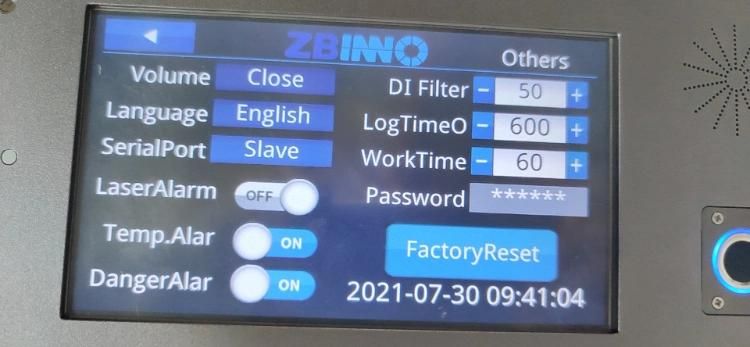 ZBINNO
Others
Volume Close
Language English
SerialPort Slave
LaserAlarm OFF
Temp.Alar ON
DangerAlar ON
DI Filter - 50 +
LogTimeO - 600 +
WorkTime - 60 +
Password ******
FactoryReset
2021-07-30 09:41:04